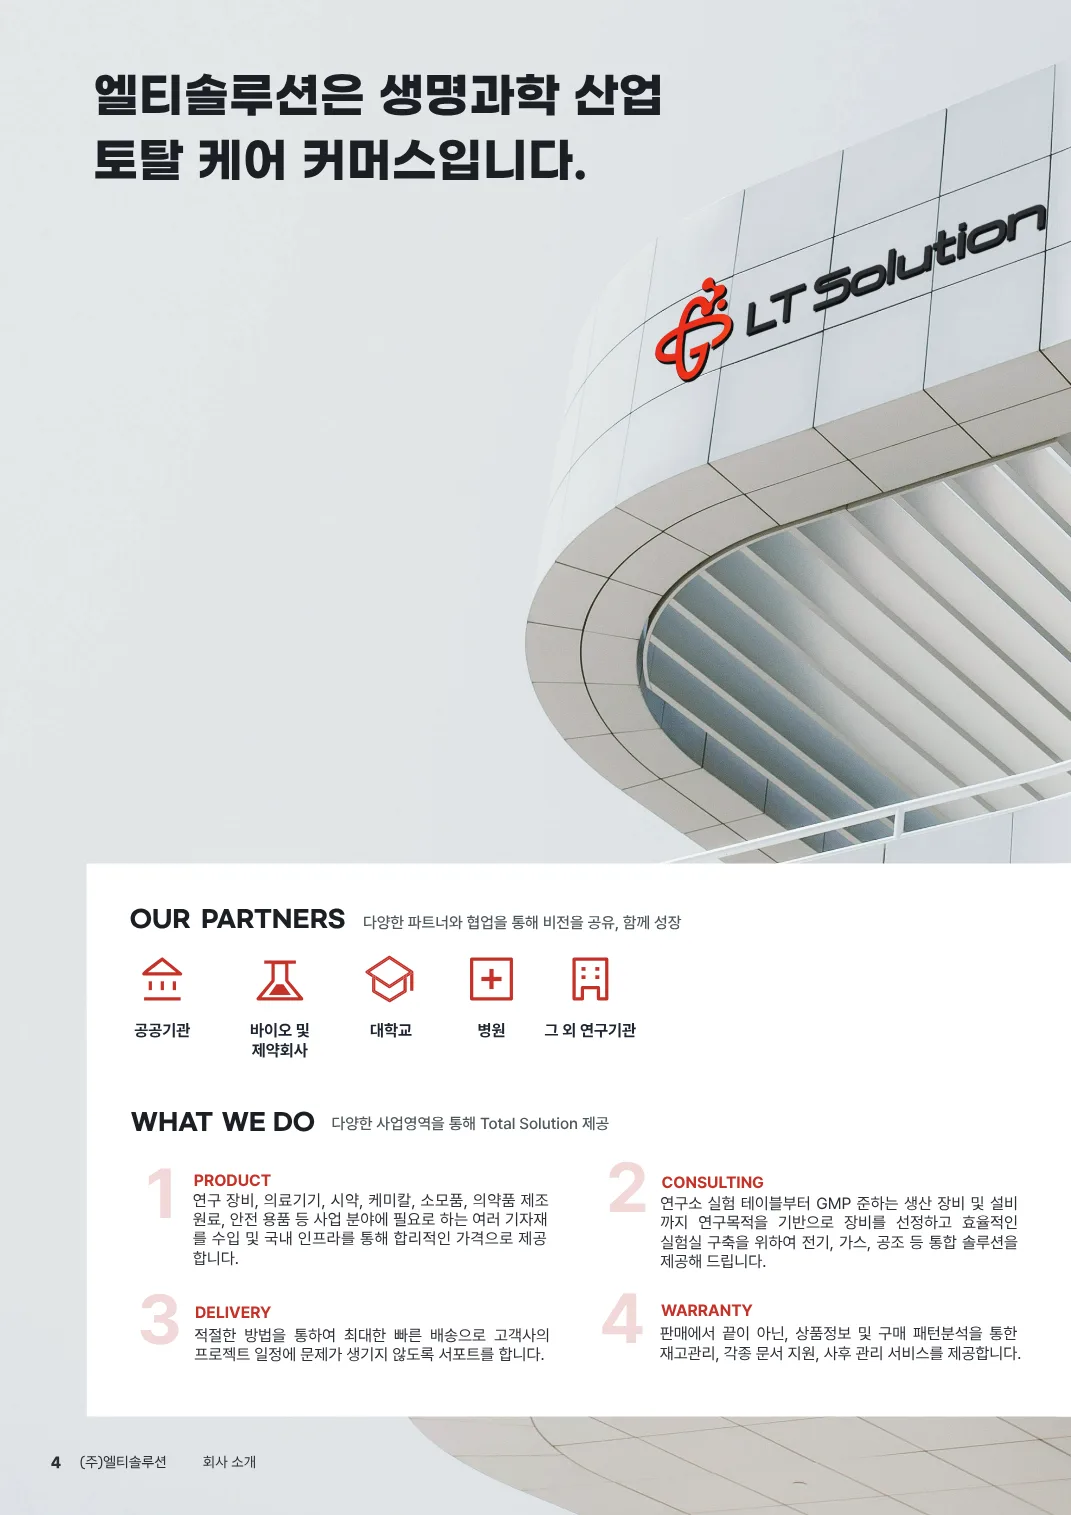 엘티솔루션은 생명과학 산업
토탈 케어 커머스입니다.
LT Solution
OUR PARTNERS 다양한 파트너와 협업을 통해 비전을 공유, 함께 성장
공공기관
바이오 및
제약회사
대학교
병원
그 외 연구기관
WHAT WE DO 다양한 사업영역을 통해 Total Solution 제공
1 PRODUCT
연구 장비, 의료기기, 시약, 케미칼, 소모품, 의약품 제조
원료, 안전 용품 등 사업 분야에 필요로 하는 여러 기자재
를 수입 및 국내 인프라를 통해 합리적인 가격으로 제공
합니다.
2 CONSULTING
연구소 실험 테이블부터 GMP 준하는 생산 장비 및 설비
까지 연구목적을 기반으로 장비를 선정하고 효율적인
실험실 구축을 위하여 전기, 가스, 공조 등 통합 솔루션을
제공해 드립니다.
3 DELIVERY
적절한 방법을 통하여 최대한 빠른 배송으로 고객사의
프로젝트 일정에 문제가 생기지 않도록 서포트를 합니다.
4 WARRANTY
판매에서 끝이 아닌, 상품정보 및 구매 패턴분석을 통한
재고관리, 각종 문서 지원, 사후 관리 서비스를 제공합니다.
4 (주)엘티솔루션 회사 소개